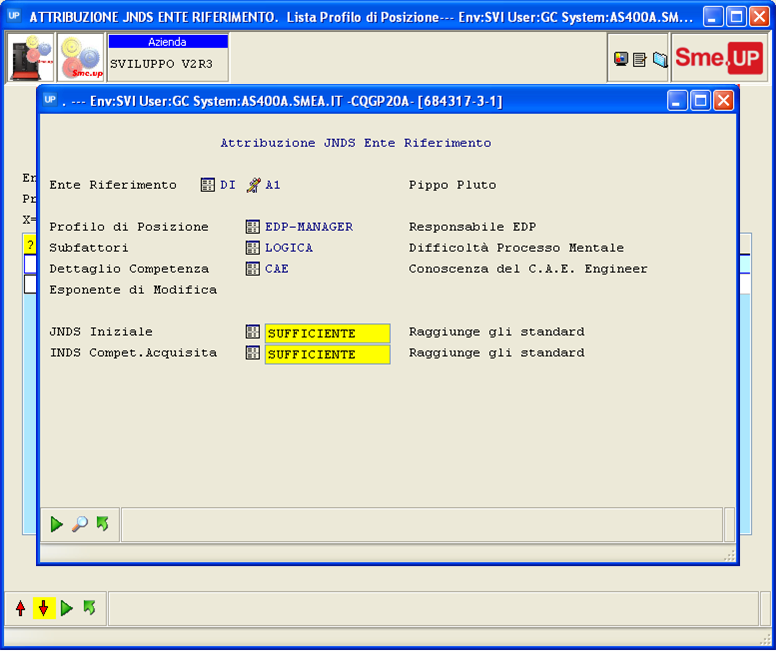 UP ATTRIBUZIONE JNDS ENTE RIFERIMENTO. Lista Profilo di Posizione--- Env:SVI User:GC System:AS400A.SM...
Sme.up
Azienda
SVILUPPO V2R3
Sme.UP
UP . --- Env:SVI User:GC System:AS400A.SMEA.IT -CQGP20A- [684317-3-1]
Attribuzione JNDS Ente Riferimento
En
Ente Riferimento DI A1 Pippo Pluto
Pr
X=
?
Profilo di Posizione EDP-MANAGER Responsabile EDP
Subfattori LOGICA Difficoltà Processo Mentale
Dettaglio Competenza CAE Conoscenza del C.A.E. Engineer
Esponente di Modifica
JNDS Iniziale SUFFICIENTE Raggiunge gli standard
INDS Compet.Acquisita SUFFICIENTE Raggiunge gli standard